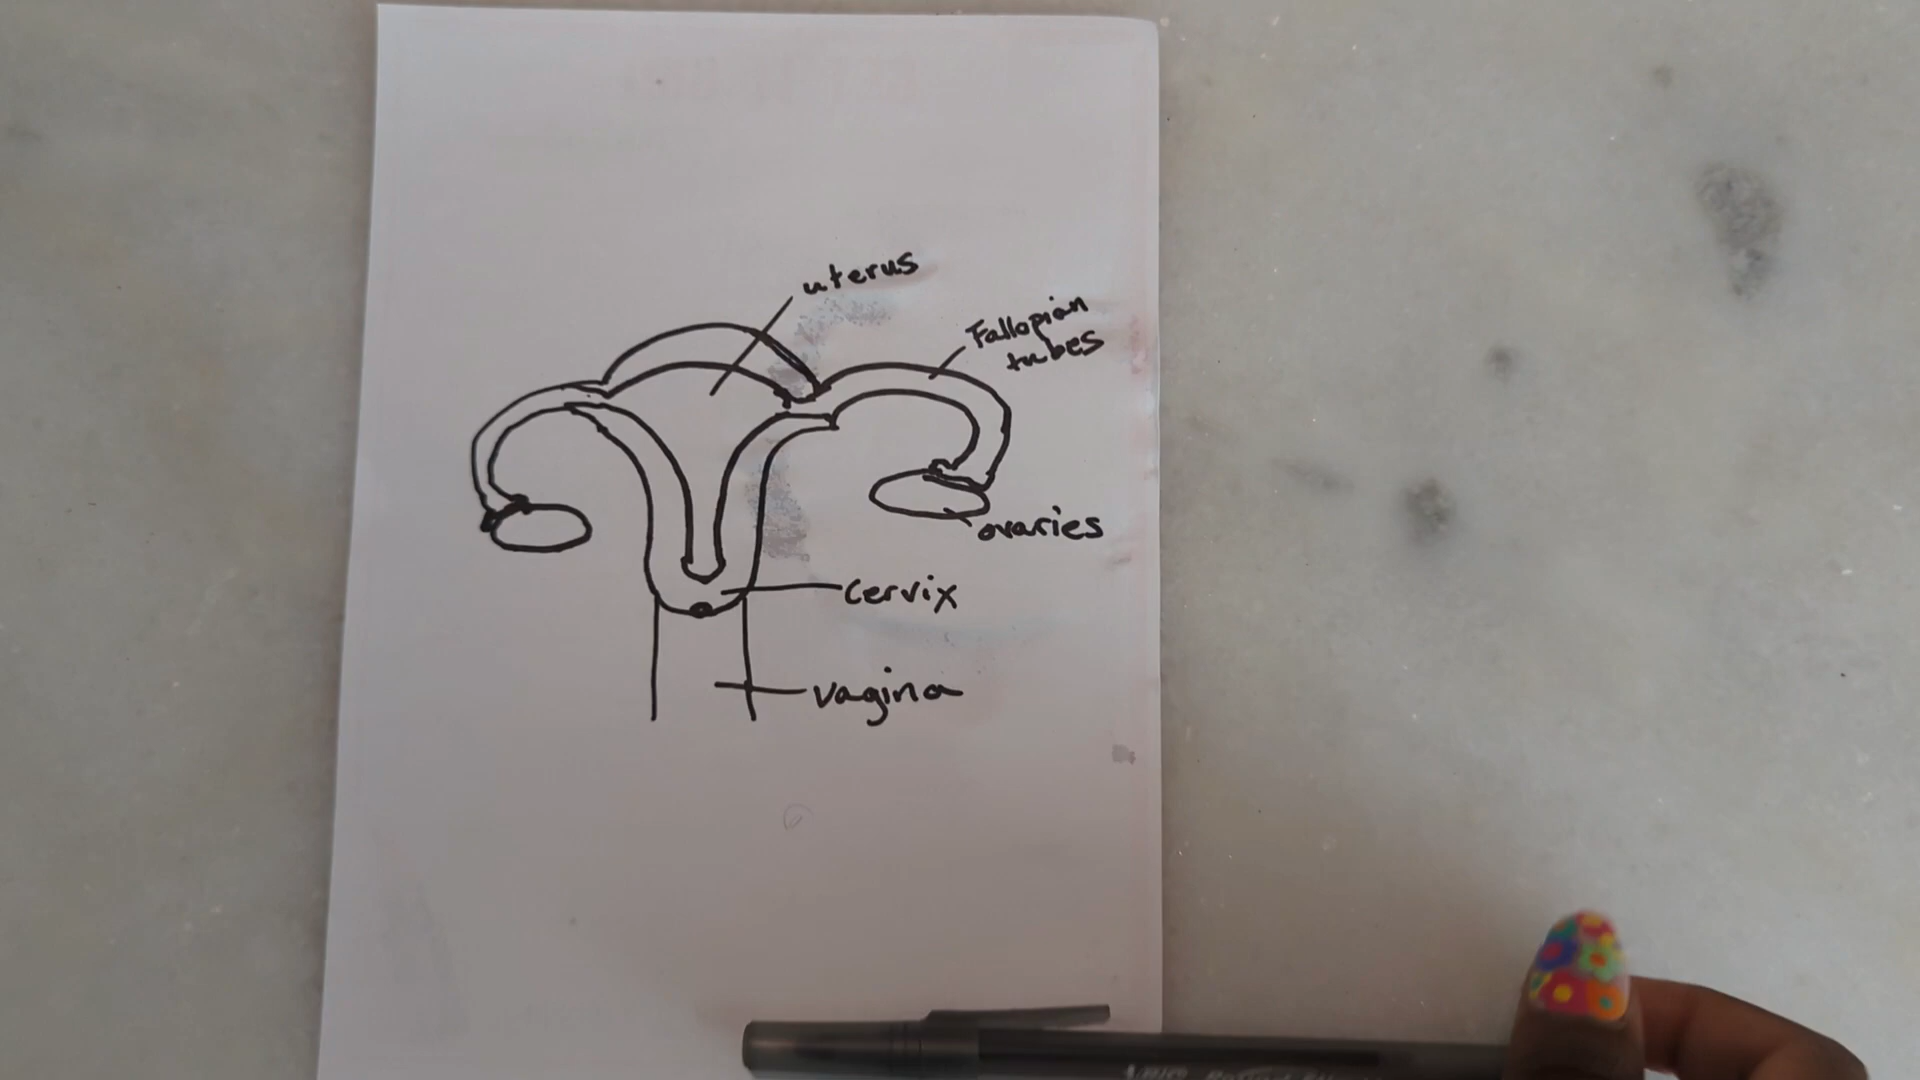 uterus
Fallopian
tubes
ovaries
cervix
vagina